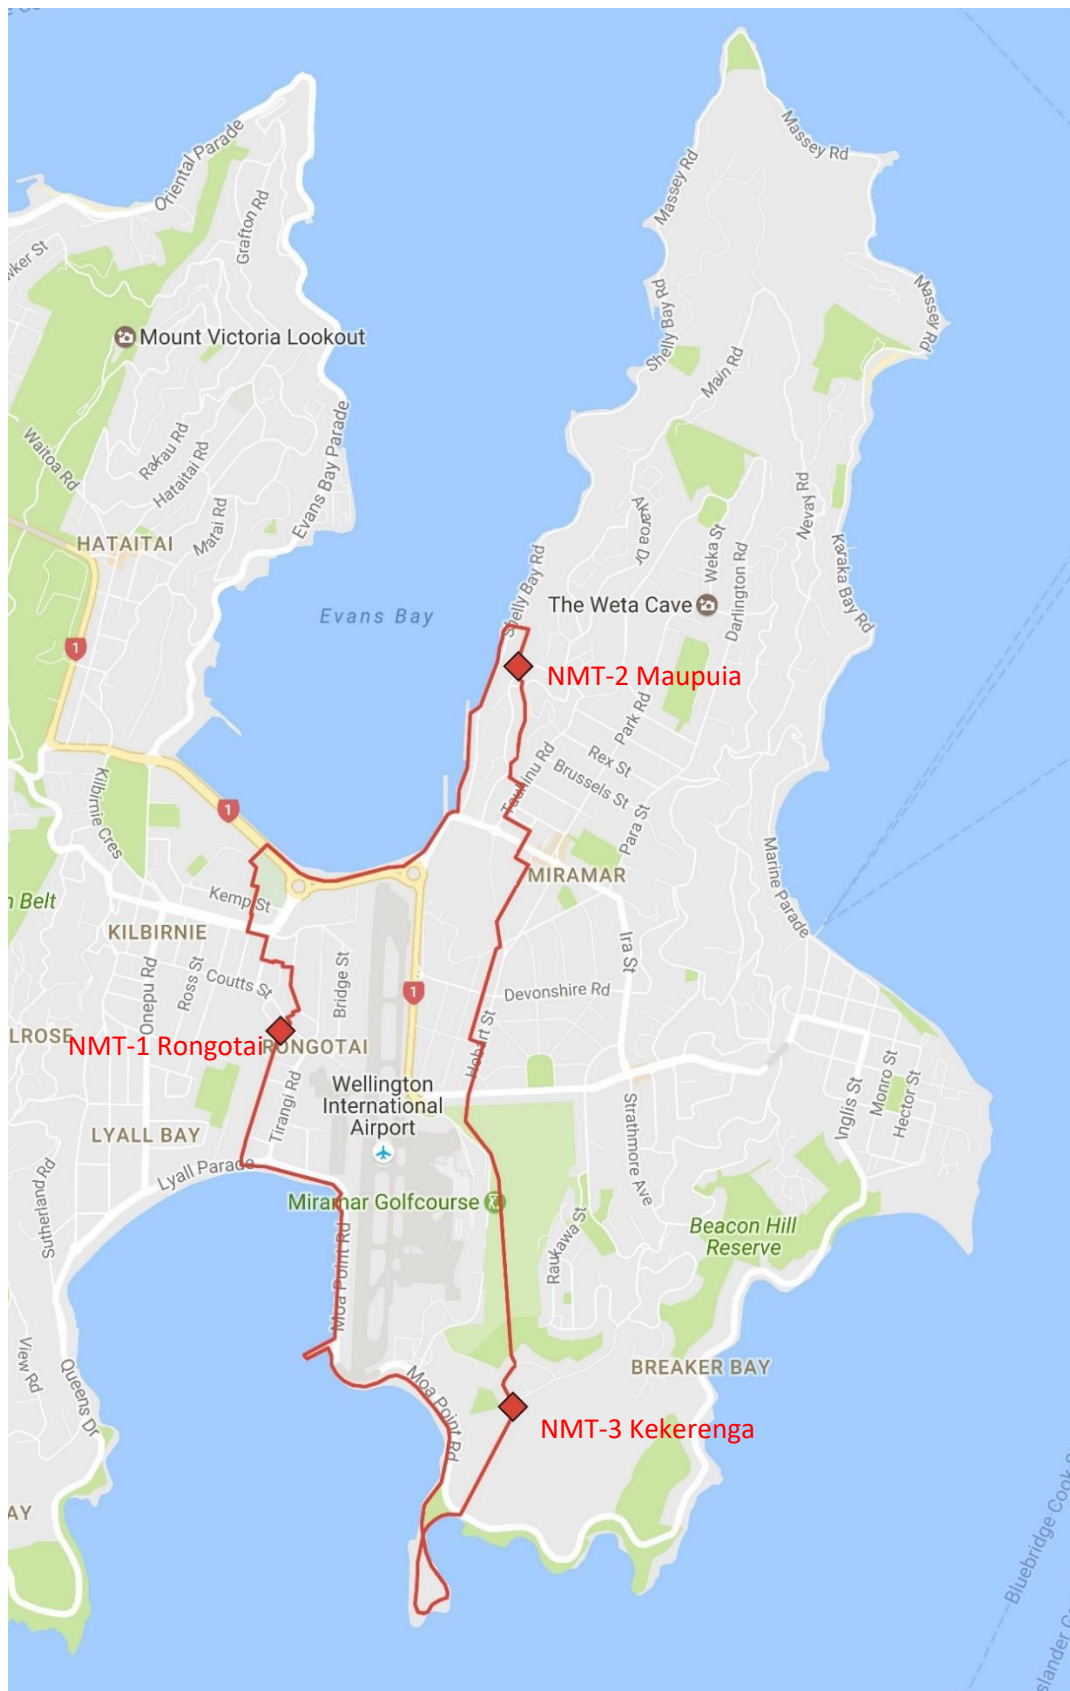 Oriental Parade
Grafton Rd
wker St
Mount Victoria Lookout
Massey Rd
Massey Rd
Massey Rd
Shelly Bay Rd
Main Rd
Waitoa Rd
Rakau Rd
Hataitai Rd
Matai Rd
Evans Bay Parade
HATAITAI
Akaroa Dr
Weka St
Nevay Rd
Darlington Rd
Karaka Bay Rd
Shelly Bay Rd
The Weta Cave
Evans Bay
1
NMT-2 Maupuia
Park Rd
Rex St
Brussels St
Tauhinu Rd
Para St
Kilbirnie Cres
1
MIRAMAR
Marine Parade
n Belt
Kemp St
KILBIRNIE
Ira St
Onepu Rd
Ross St
Coutts St
Bridge St
1
Devonshire Rd
LROSE
NMT-1 Rongotai
RONGOTAI
Hobart St
Wellington
International
Airport
Tirangi Rd
Strathmore Ave
Inglis St
Monro St
Hector St
LYALL BAY
Lyall Parade
Sutherland Rd
Miramar Golfcourse
Raukawa St
Beacon Hill
Reserve
Moa Point Rd
View Rd
Queens Dr
Moa Point Rd
BREAKER BAY
NMT-3 Kekerenga
AY
Bluebridge Cook S
slander C